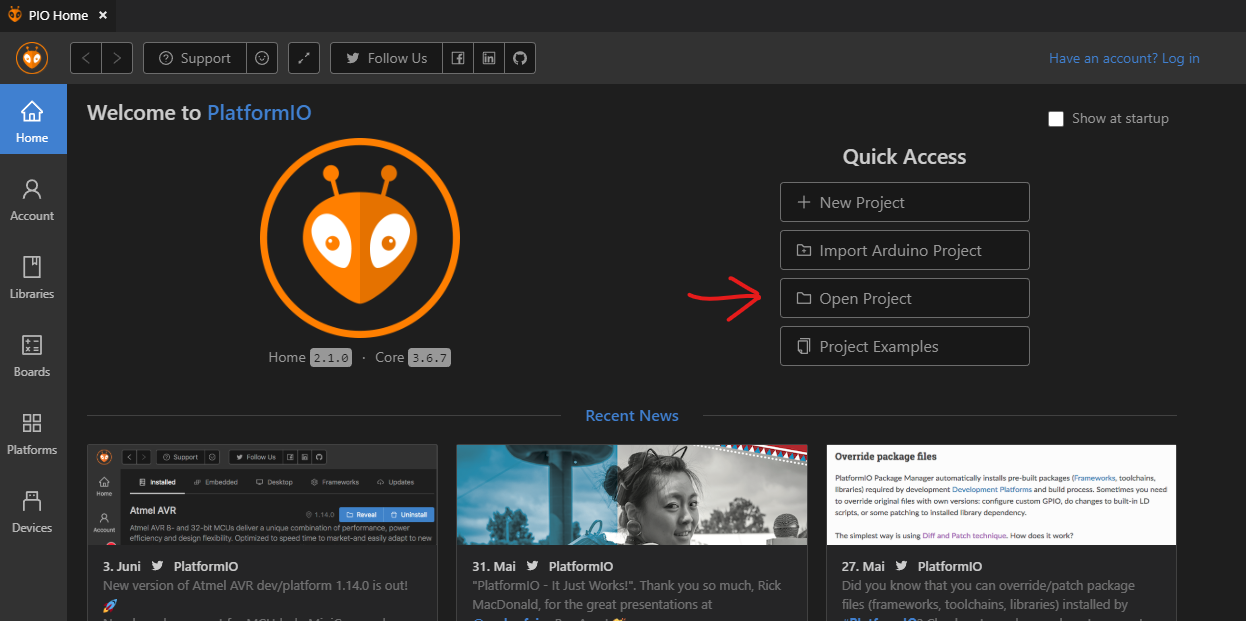 PIO Home
Support
Follow Us
Have an account? Log in
Home
Account
Libraries
Boards
Platforms
Devices
Welcome to PlatformIO
Show at startup
Home 2.1.0 · Core 3.6.7
Quick Access
New Project
Import Arduino Project
Open Project
Project Examples
Recent News
Support
Follow Us
Home
Account
Installed
Embedded
Desktop
Frameworks
Updates
Atmel AVR
1.14.0
Reveal
Uninstall
Atmel AVR 8- and 32-bit MCUs deliver a unique combination of performance, power
efficiency and design flexibility. Optimized to speed time to market-and easily adapt to new
3. Juni PlatformIO
New version of Atmel AVR dev/platform 1.14.0 is out!
31. Mai PlatformIO
"PlatformIO - It Just Works!". Thank you so much, Rick
MacDonald, for the great presentations at
Override package files
PlatformIO Package Manager automatically installs pre-built packages (Frameworks, toolchains,
libraries) required by development Development Platforms and build process. Sometimes you need
to override original files with own versions: configure custom GPIO, do changes to built-in LD
scripts, or some patching to installed library dependency.
The simplest way is using Diff and Patch technique. How does it work?
27. Mai PlatformIO
Did you know that you can override/patch package
files (frameworks, toolchains, libraries) installed by